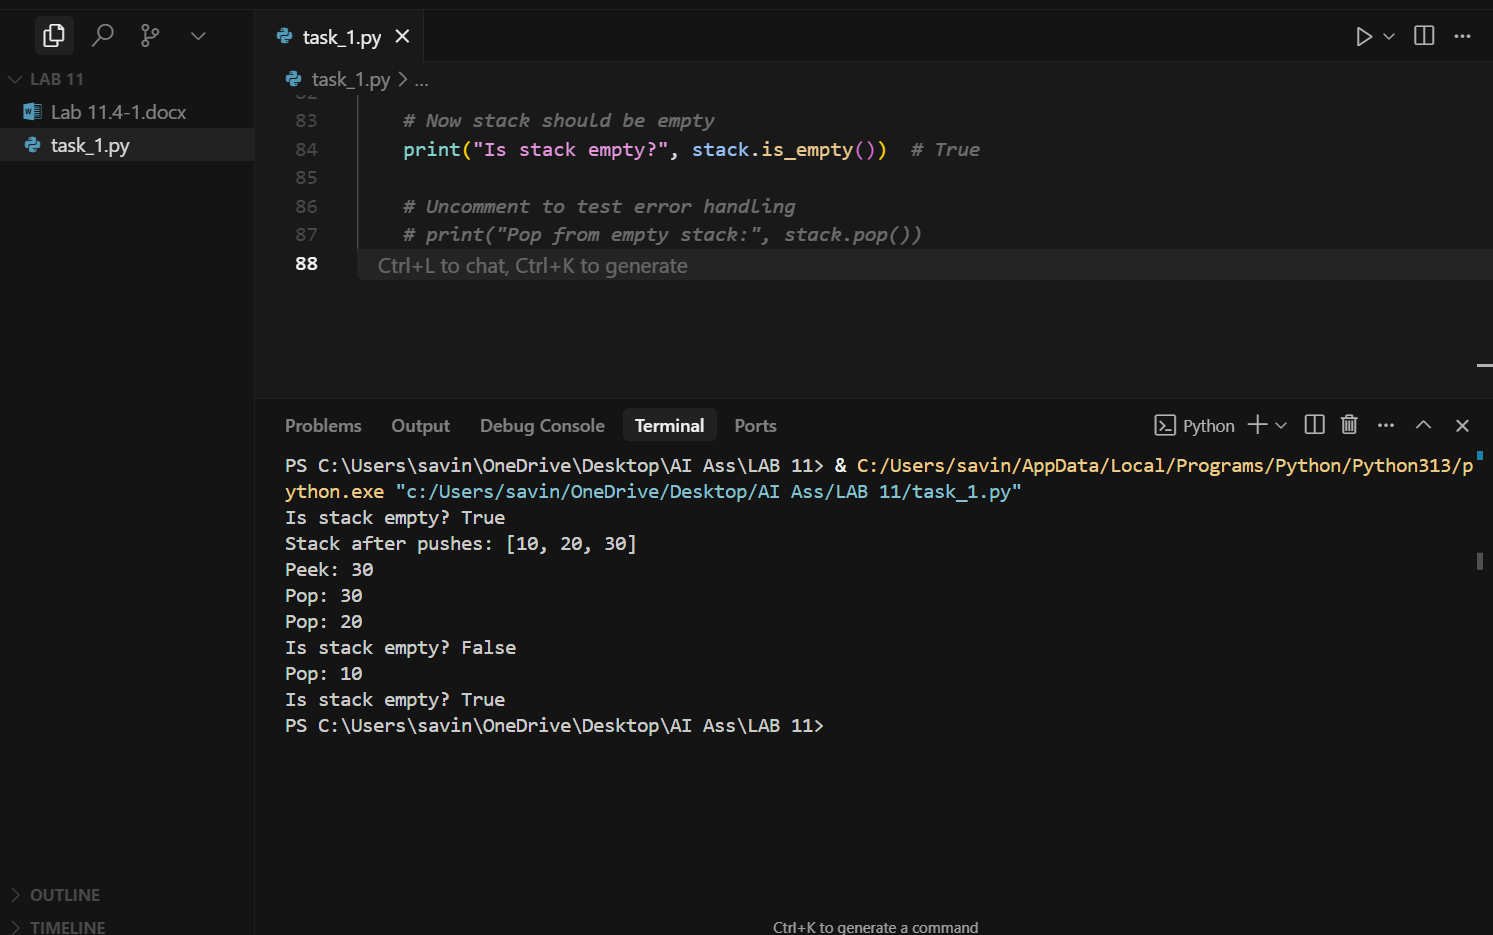 task_1.py
LAB 11
Lab 11.4-1.docx
task_1.py
task_1.py > ...
83 # Now stack should be empty
84 print("Is stack empty?", stack.is_empty()) # True
85
86 # Uncomment to test error handling
87 # print("Pop from empty stack:", stack.pop())
88 Ctrl+L to chat, Ctrl+K to generate
Problems Output Debug Console Terminal Ports Python
PS C:\Users\savin\OneDrive\Desktop\AI Ass\LAB 11> & C:/Users/savin/AppData/Local/Programs/Python/Python313/p
ython.exe "c:/Users/savin/OneDrive/Desktop/AI Ass/LAB 11/task_1.py"
Is stack empty? True
Stack after pushes: [10, 20, 30]
Peek: 30
Pop: 30
Pop: 20
Is stack empty? False
Pop: 10
Is stack empty? True
PS C:\Users\savin\OneDrive\Desktop\AI Ass\LAB 11>
OUTLINE
TIMELINE
Ctrl+K to generate a command